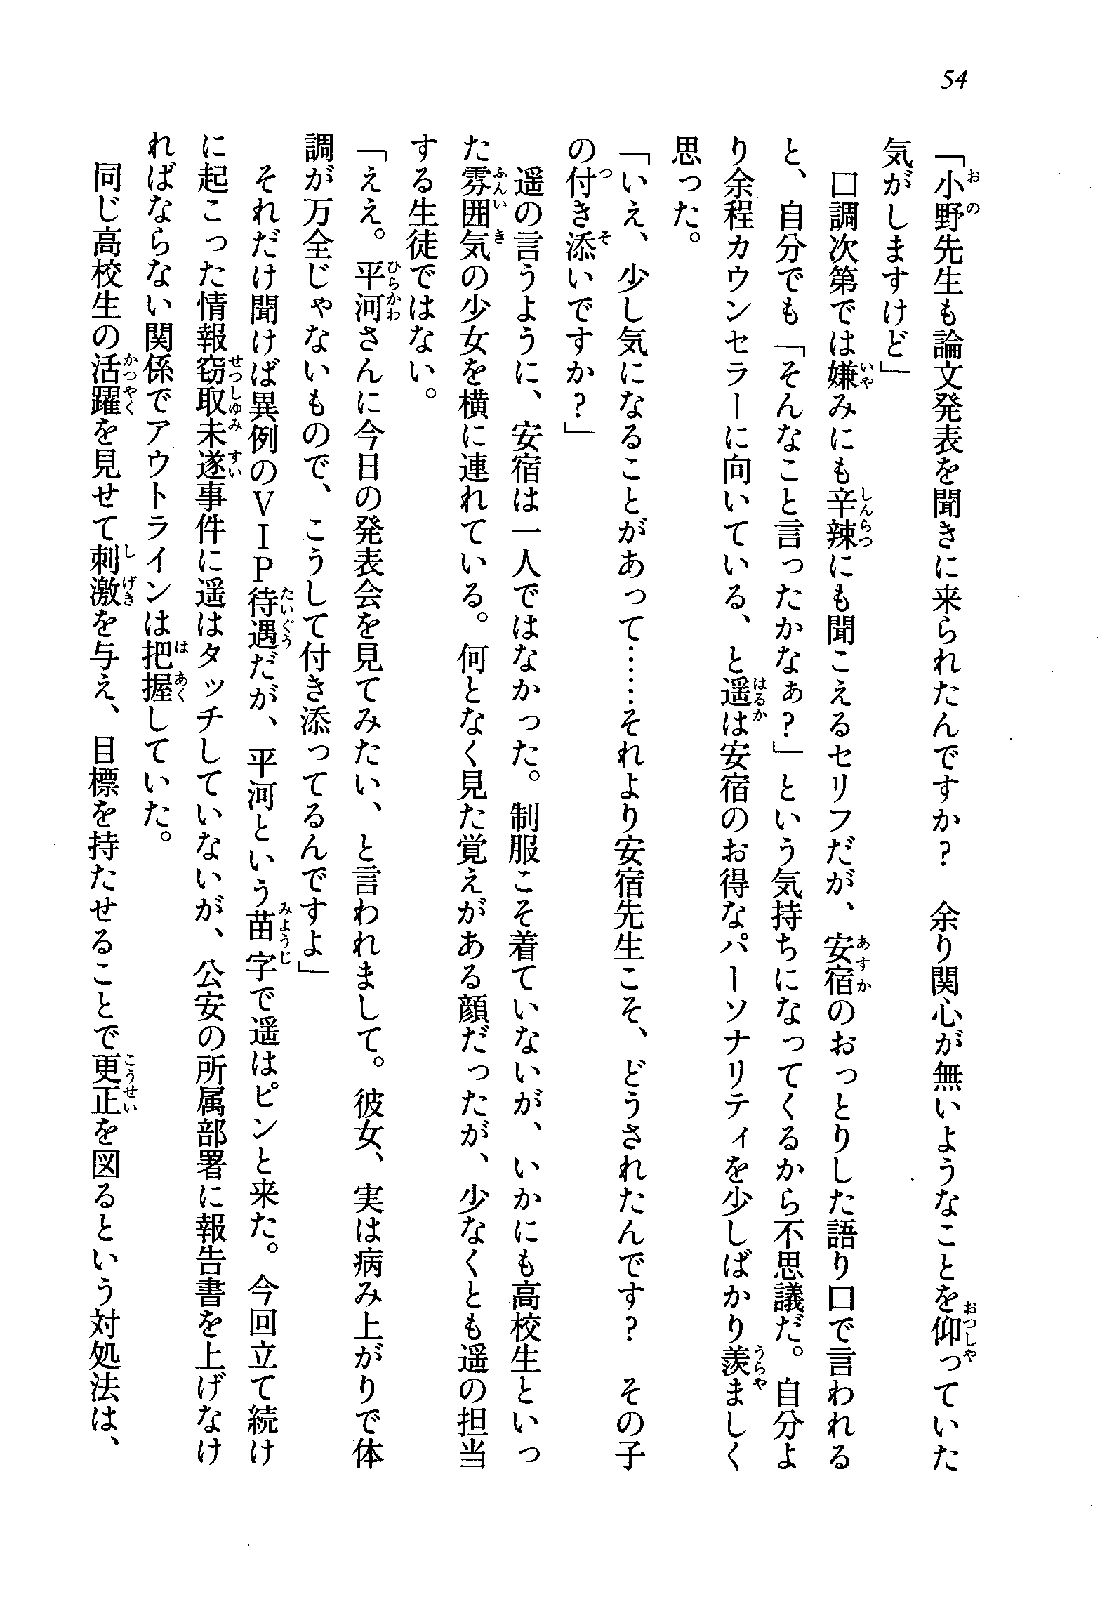 54
「小野先生も論文発表を聞きに来られたんですか？　余り関心が無いようなことを仰っていた
気がしますけど」
口調次第では嫌みにも辛辣にも聞こえるセリフだが、安宿のおっとりした語り口で言われる
と、自分でも「そんなこと言ったかなぁ？」という気持ちになってくるから不思議だ。自分よ
り余程カウンセラーに向いている、と遥は安宿のお得なパーソナリティを少しばかり羨ましく
思った。
「いえ、少し気になることがあって……それより安宿先生こそ、どうされたんです？　その子
の付き添いですか？」
遥の言うように、安宿は一人ではなかった。制服こそ着ていないが、いかにも高校生といっ
た雰囲気の少女を横に連れている。何となく見た覚えがある顔だったが、少なくとも遥の担当
する生徒ではない。
「ええ。平河さんに今日の発表会を見てみたい、と言われまして。彼女、実は病み上がりで体
調が万全じゃないもので、こうして付き添ってるんですよ」
それだけ聞けば異例のＶＩＰ待遇だが、平河という苗字で遥はピンと来た。今回立て続け
に起こった情報窃取未遂事件に遥はタッチしていないが、公安の所属部署に報告書を上げなけ
ればならない関係でアウトラインは把握していた。
同じ高校生の活躍を見せて刺激を与え、目標を持たせることで更正を図るという対処法は、